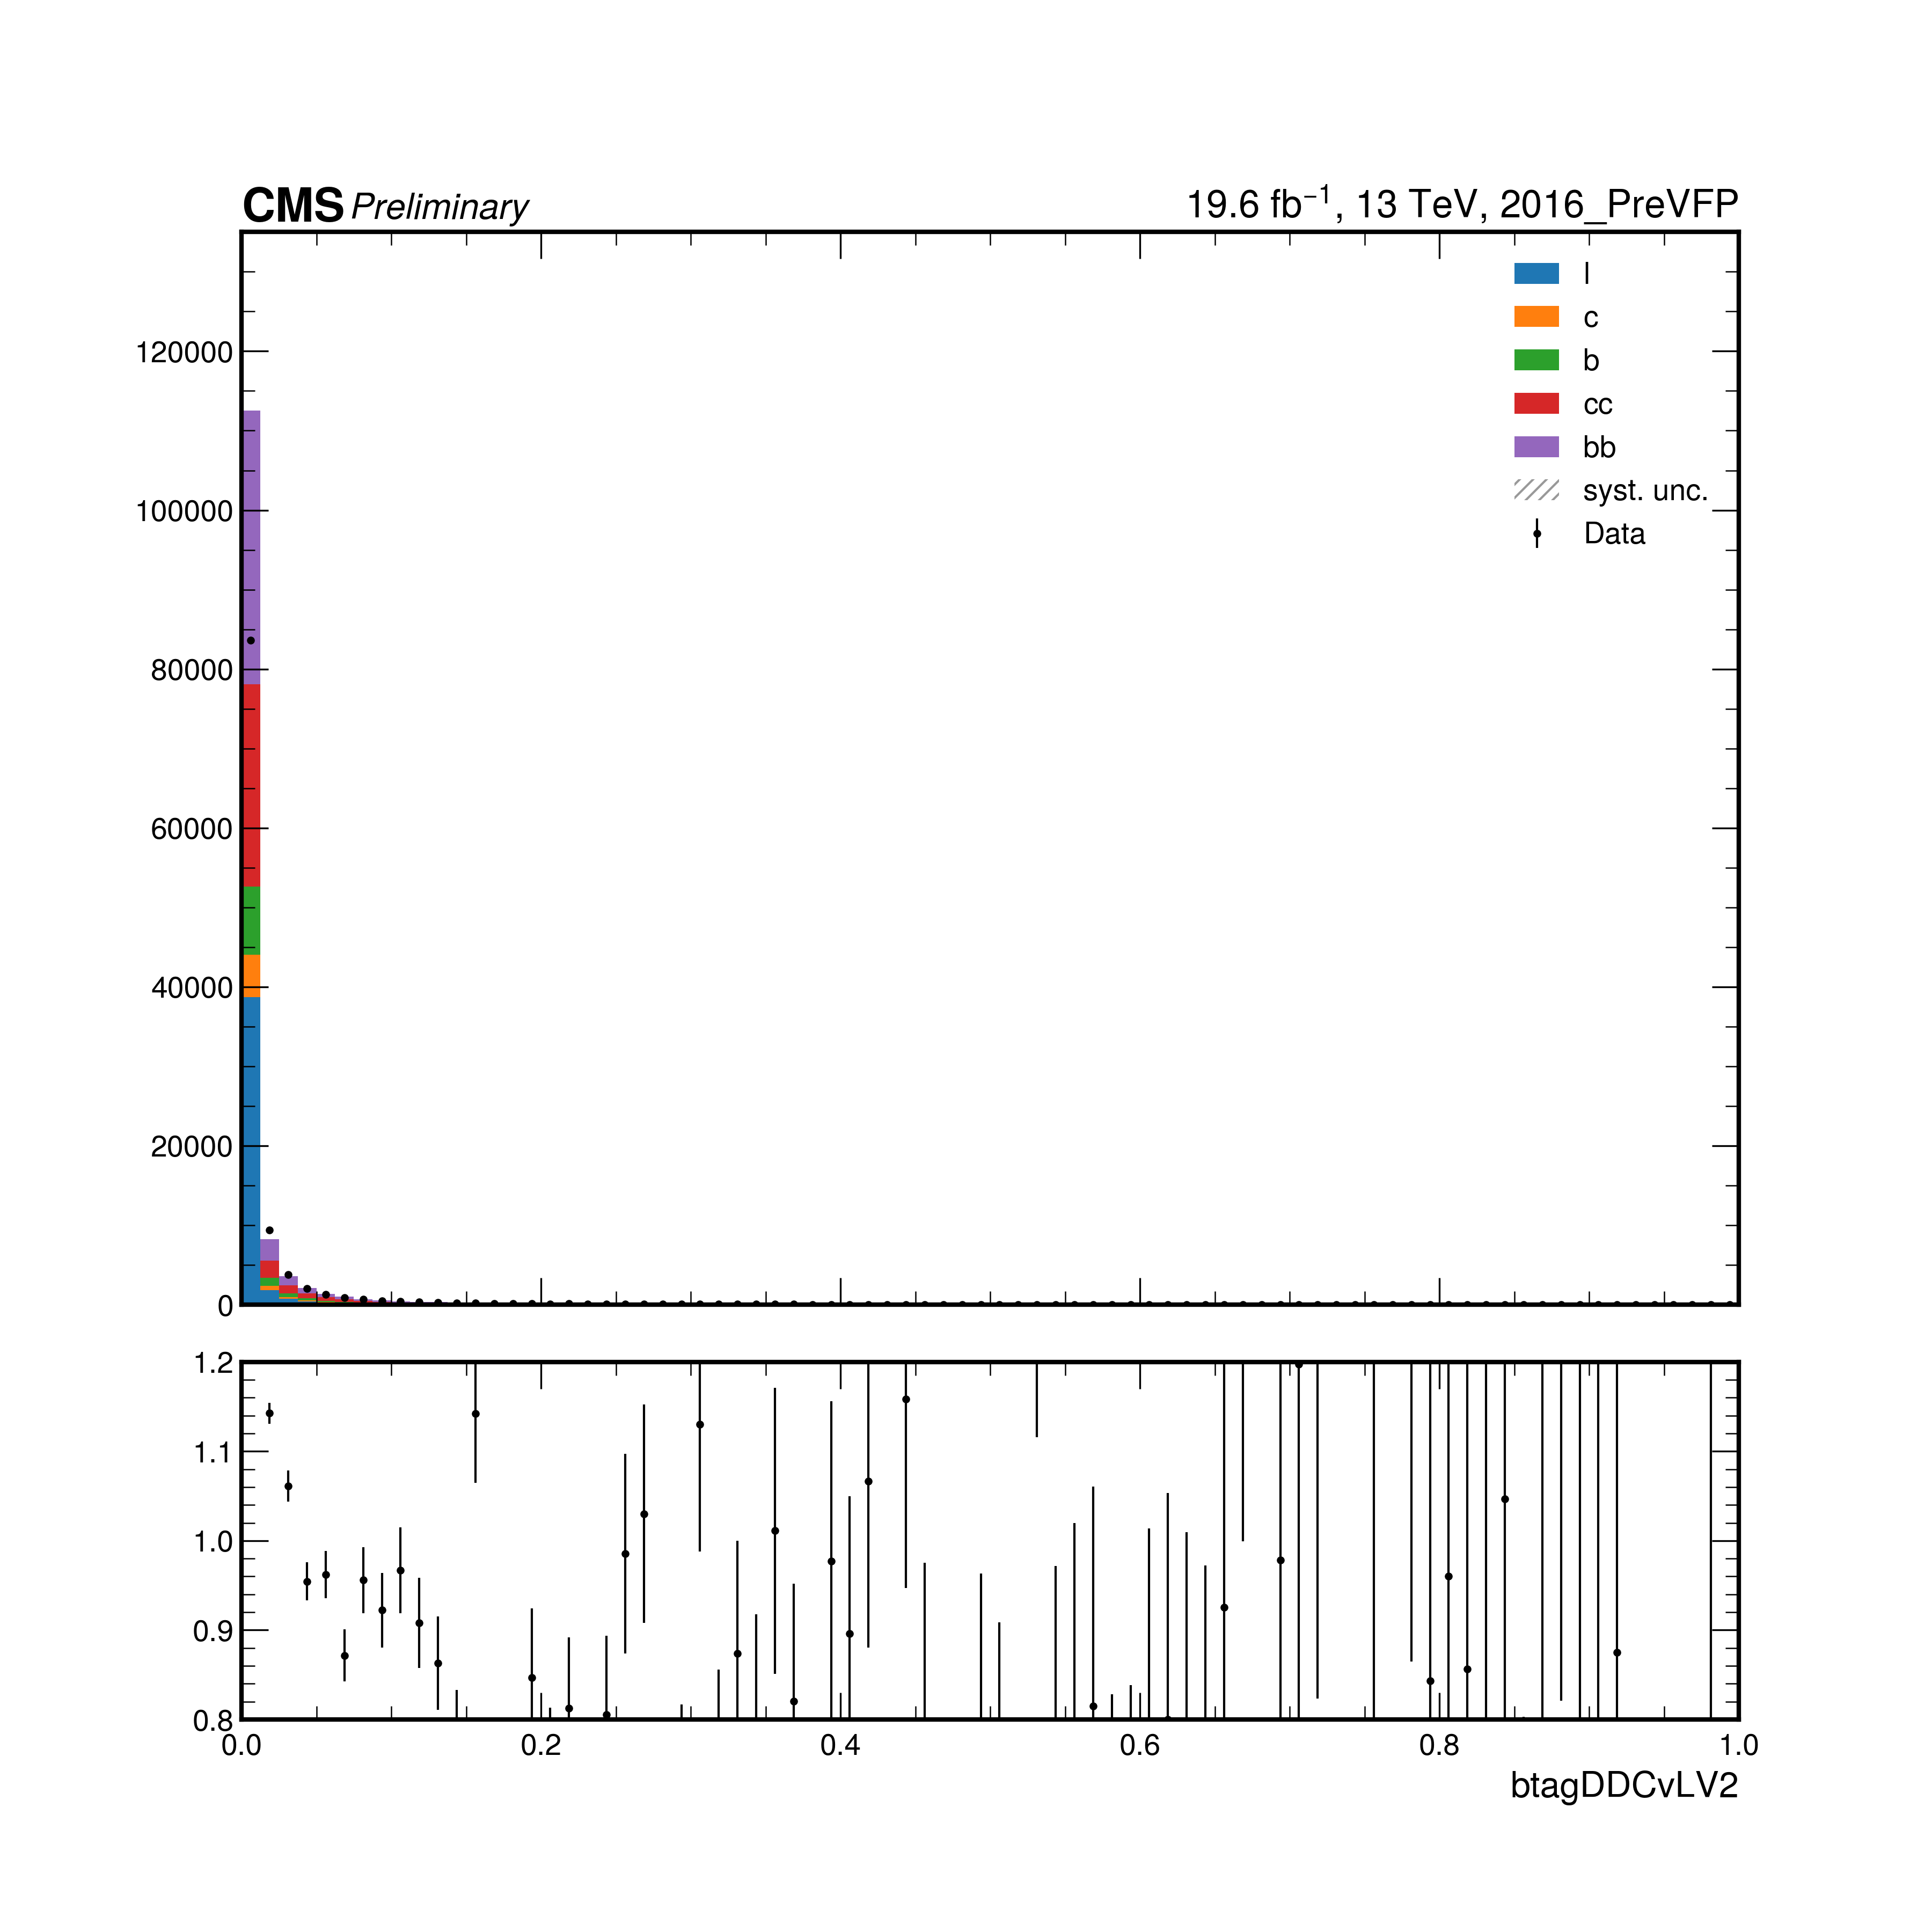 CMS Preliminary
19.6 fb⁻¹, 13 TeV, 2016_PreVFP
l
c
b
cc
bb
syst. unc.
Data
120000
100000
80000
60000
40000
20000
0
1.2
1.1
1.0
0.9
0.8
0.0 0.2 0.4 0.6 0.8 1.0
btagDDCvLV2